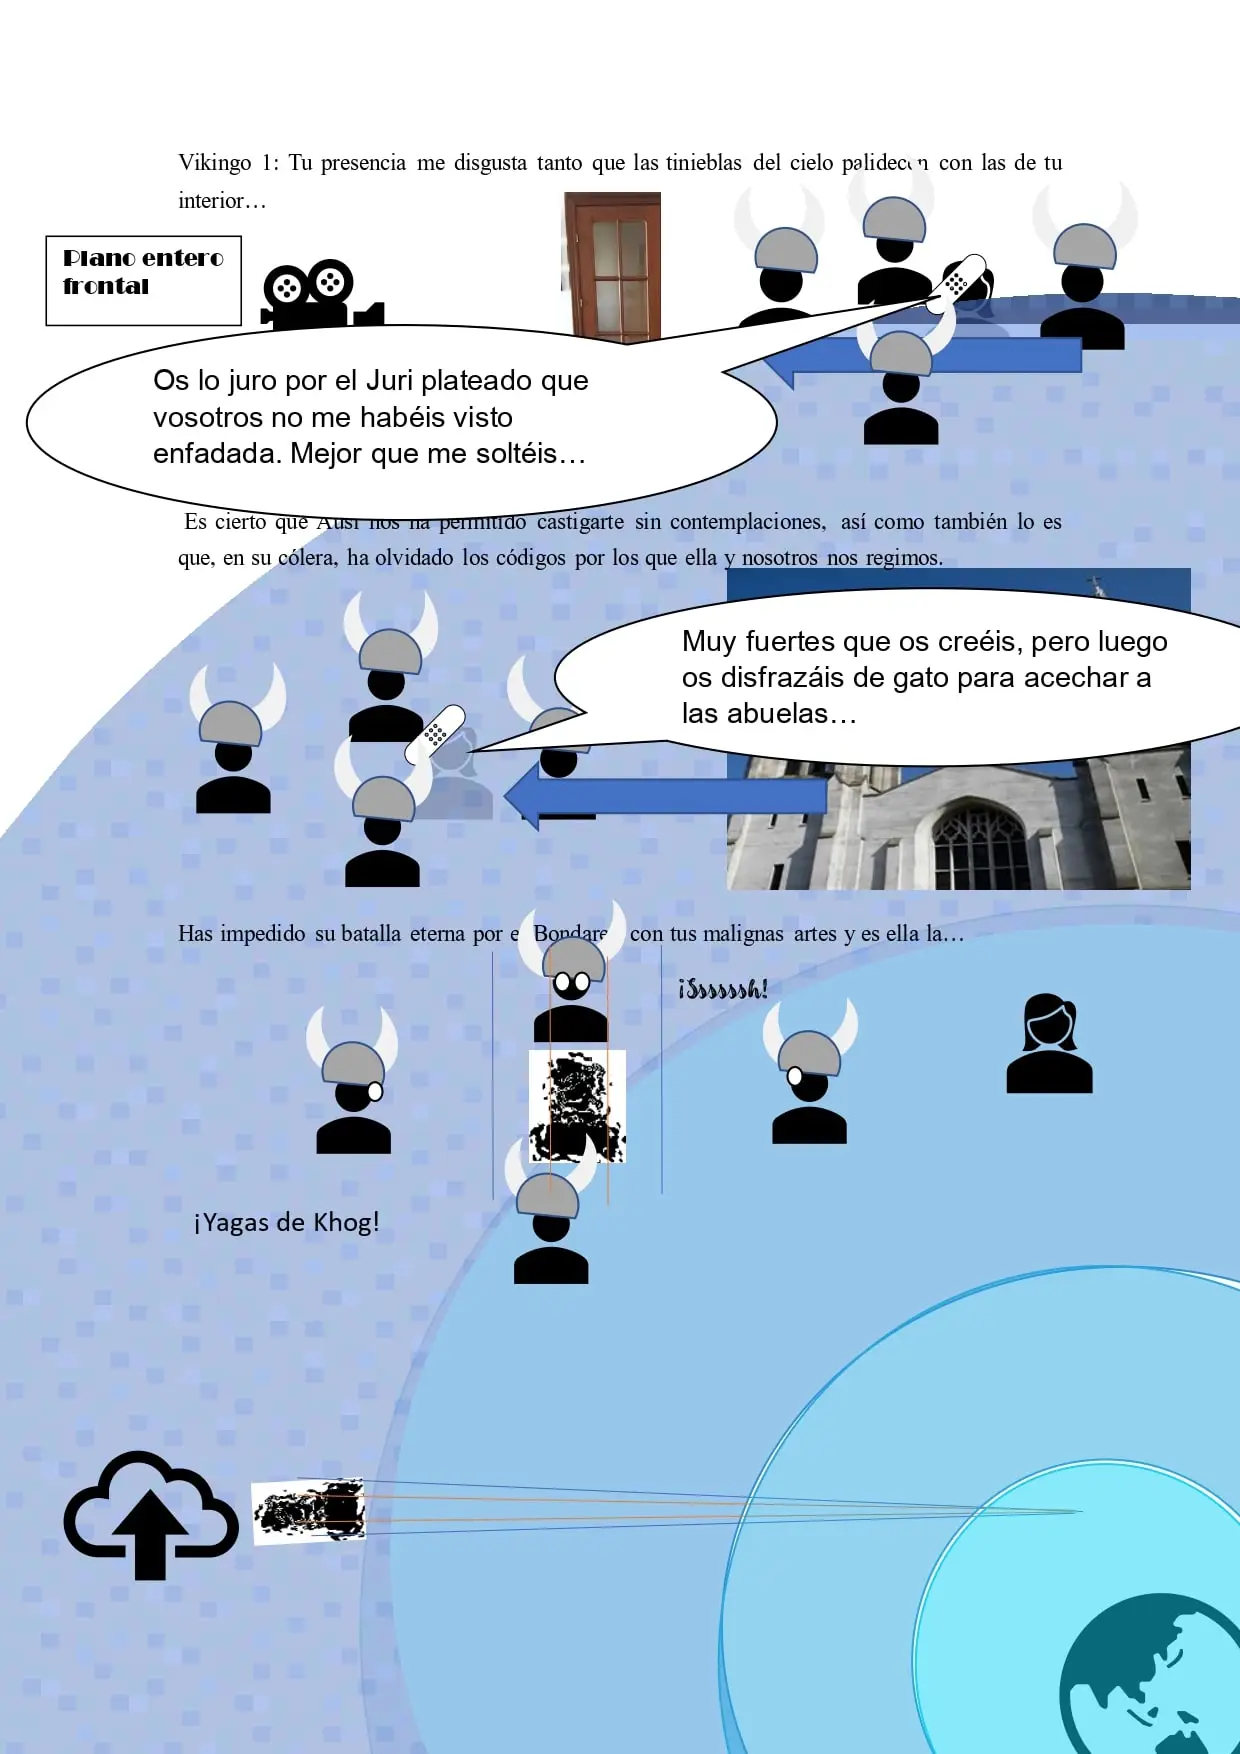 Vikingo 1: Tu presencia me disgusta tanto que las tinieblas del cielo palidecen con las de tu
interior…
Plano entero
frontal
Os lo juro por el Juri plateado que
vosotros no me habéis visto
enfadada. Mejor que me soltéis…
Es cierto que Ausi nos ha permitido castigarte sin contemplaciones, así como también lo es
que, en su cólera, ha olvidado los códigos por los que ella y nosotros nos regimos.
Muy fuertes que os creéis, pero luego
os disfrazáis de gato para acechar a
las abuelas…
Has impedido su batalla eterna por el con tus malignas artes y es ella la…
¡Ssssssh!
¡Yagas de Khog!